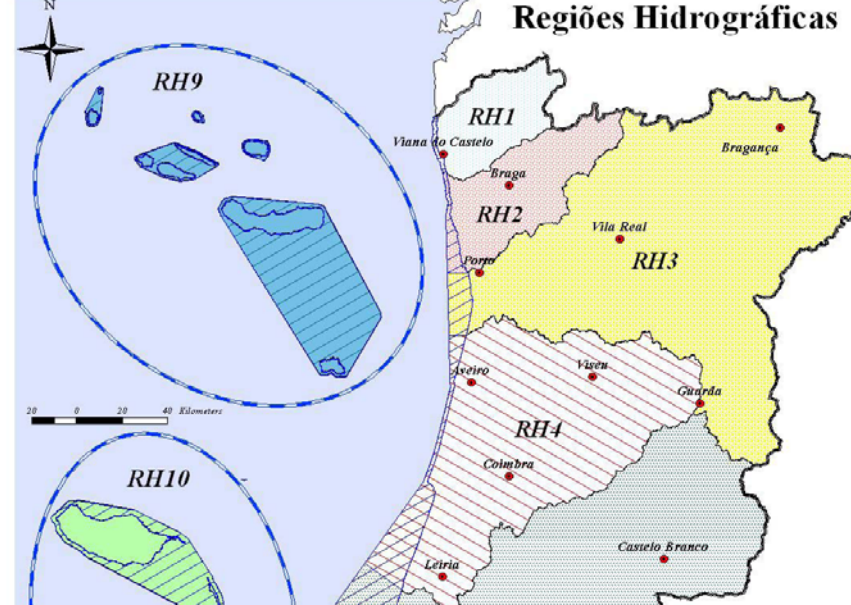 N
Regiões Hidrográficas
RH9
RH1
Viana do Castelo
Bragança
Braga
RH2
Vila Real
RH3
Porto
Aveiro
Viseu
Guarda
20 0 20 40 Kilometers
RH4
Coimbra
RH10
Castelo Branco
Leiria